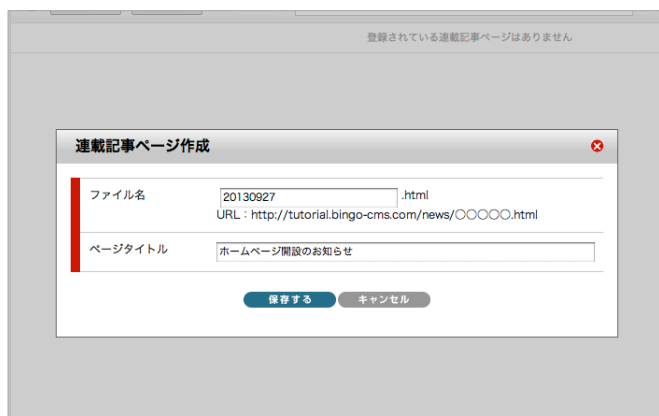 登録されている連載記事ページはありません
連載記事ページ作成
ファイル名
20130927 .html
URL：http://tutorial.bingo-cms.com/news/○○○○○.html
ページタイトル
ホームページ開設のお知らせ
保存する キャンセル